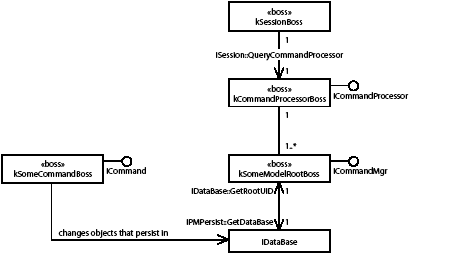 «boss»
kSessionBoss
1
ISession::QueryCommandProcessor
1
«boss»
kCommandProcessorBoss
ICommandProcessor
1
1..*
«boss»
kSomeCommandBoss
ICommand
«boss»
kSomeModelRootBoss
ICommandMgr
IDataBase::GetRootUID
1
IPMPersist::GetDataBase
1
changes objects that persist in
IDataBase